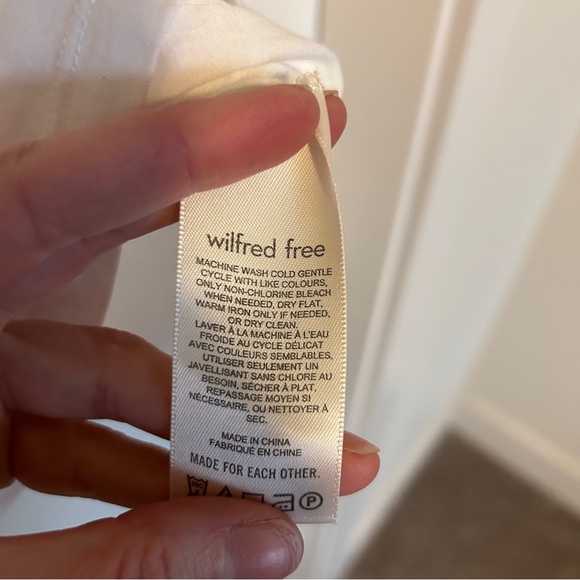 wilfred free
MACHINE WASH COLD GENTLE
CYCLE WITH LIKE COLOURS,
ONLY NON-CHLORINE BLEACH
WHEN NEEDED, DRY FLAT,
WARM IRON ONLY IF NEEDED,
OR DRY CLEAN.
LAVER À LA MACHINE À L'EAU
FROIDE AU CYCLE DÉLICAT
AVEC COULEURS SEMBLABLES,
UTILISER SEULEMENT UN
JAVELLISANT SANS CHLORE AU
BESOIN, SÉCHER À PLAT,
REPASSAGE MOYEN SI
NÉCESSAIRE, OU NETTOYER À
SEC.
MADE IN CHINA
FABRIQUÉ EN CHINE
MADE FOR EACH OTHER.
P